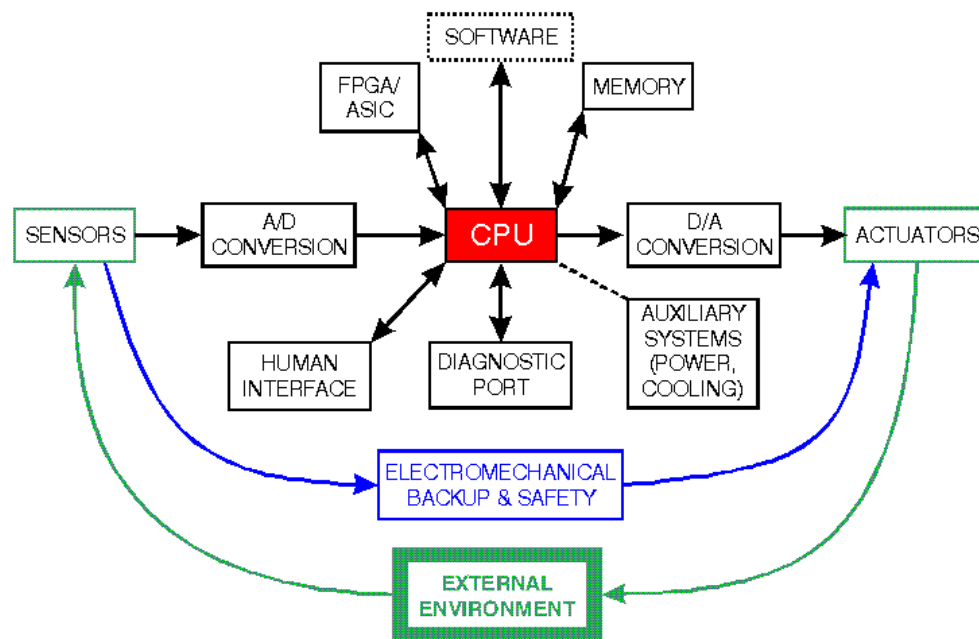 SOFTWARE
FPGA/
ASIC
MEMORY
SENSORS
A/D
CONVERSION
CPU
D/A
CONVERSION
ACTUATORS
HUMAN
INTERFACE
DIAGNOSTIC
PORT
AUXILIARY
SYSTEMS
(POWER,
COOLING)
ELECTROMECHANICAL
BACKUP & SAFETY
EXTERNAL
ENVIRONMENT